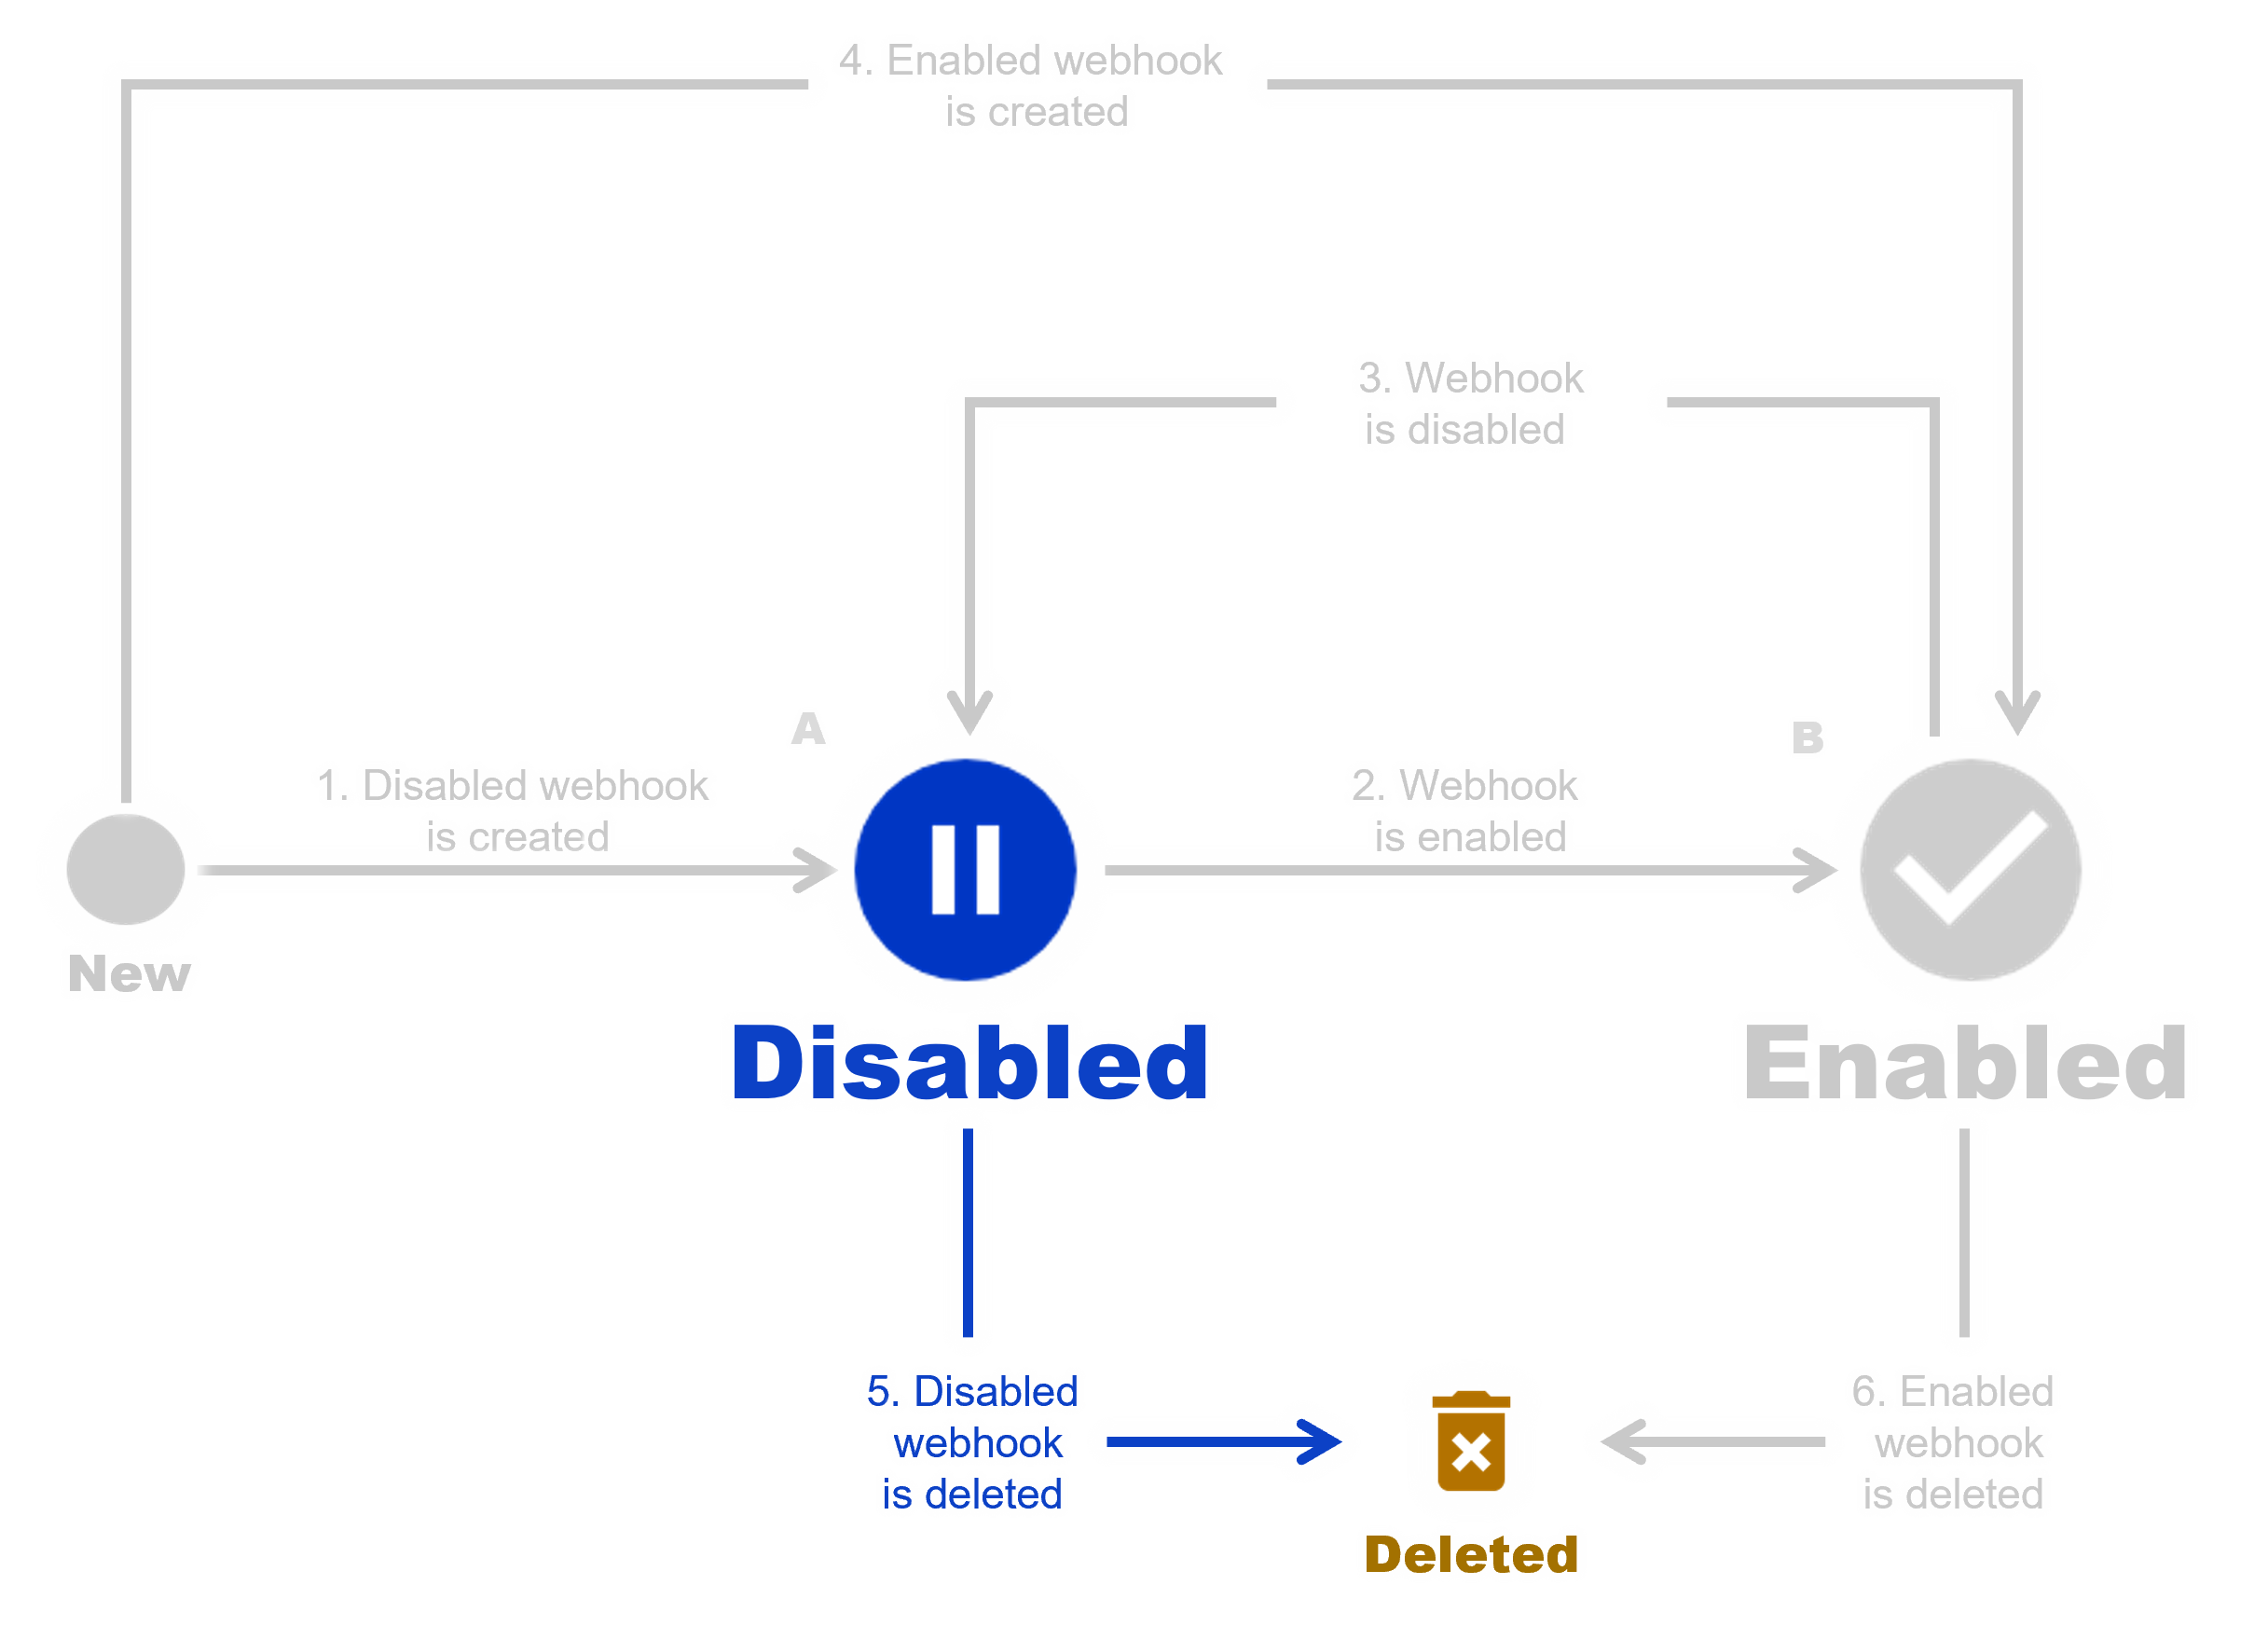 4. Enabled webhook
is created
3. Webhook
is disabled
A
B
1. Disabled webhook
is created
2. Webhook
is enabled
New
Disabled
Enabled
5. Disabled
webhook
is deleted
6. Enabled
webhook
is deleted
Deleted